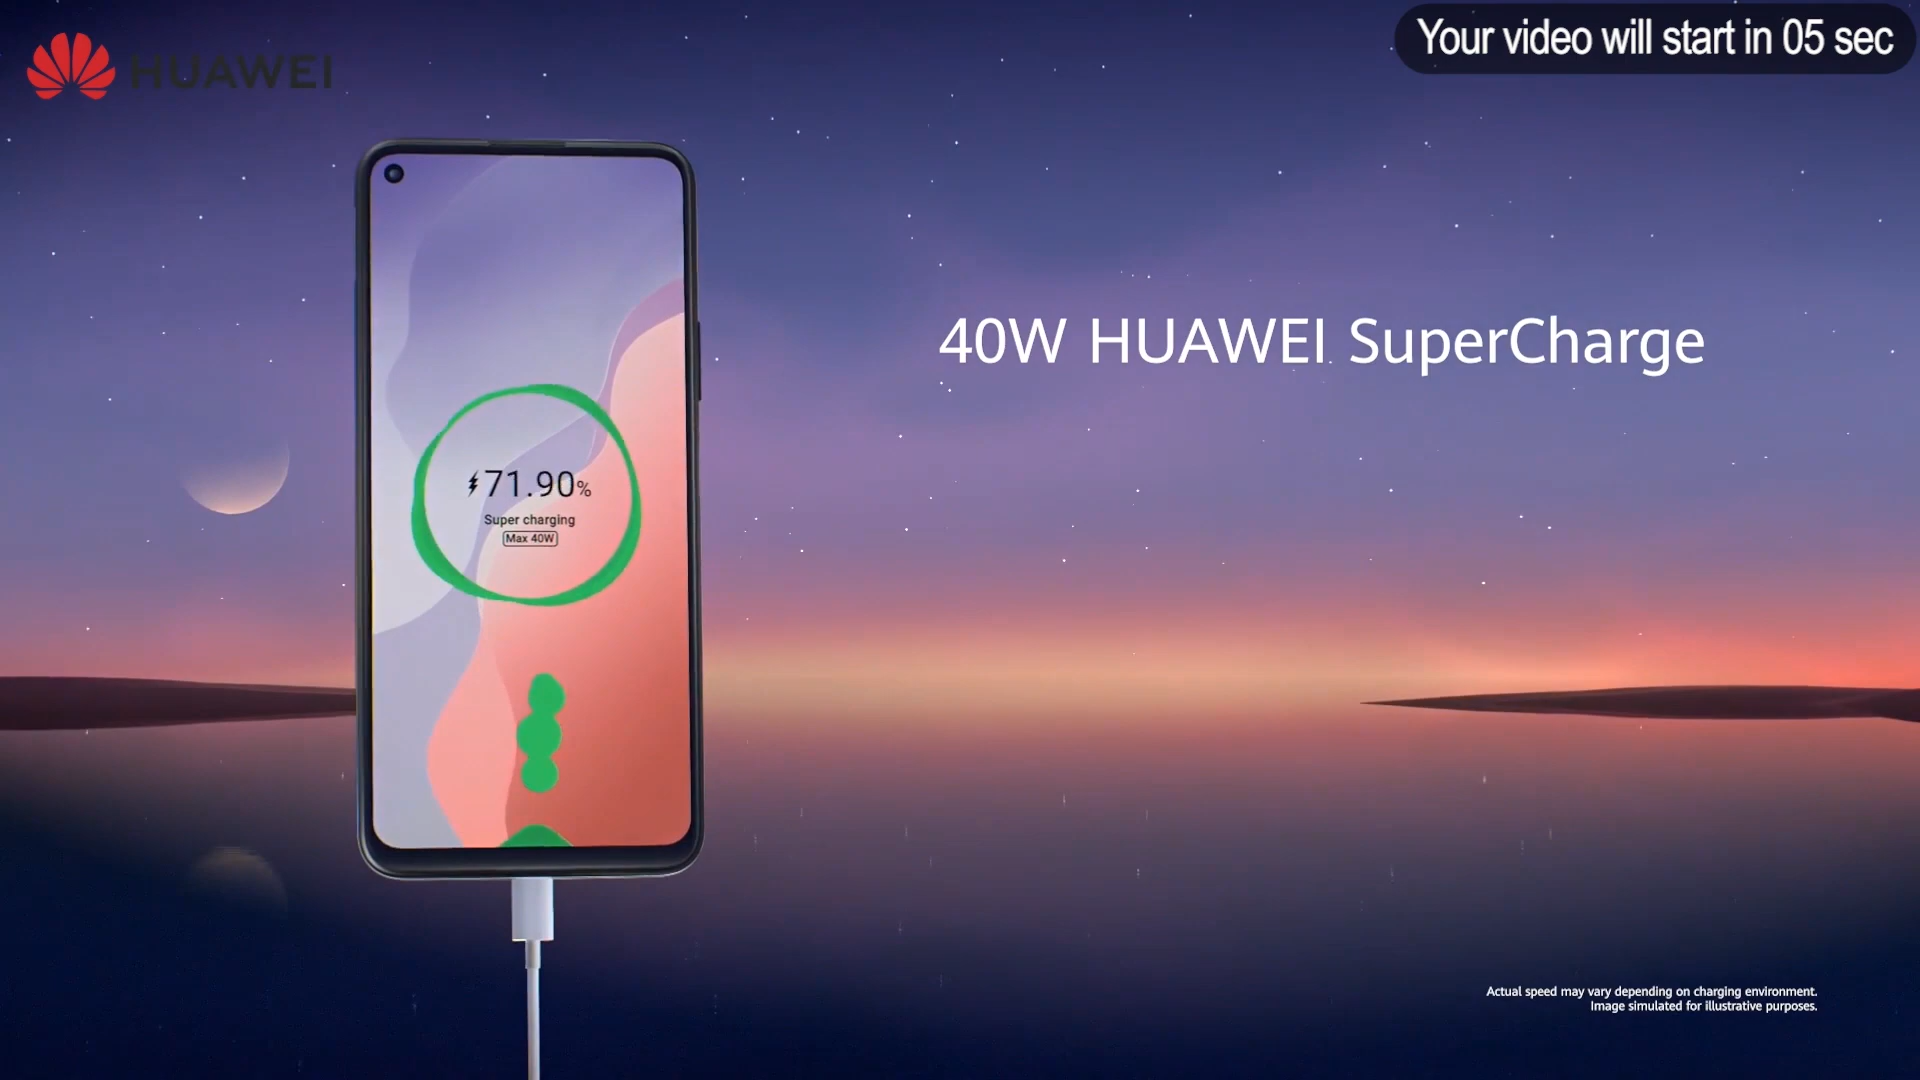 HUAWEI
Your video will start in 05 sec
40W HUAWEI SuperCharge
71.90%
Super charging
Max 40W
Actual speed may vary depending on charging environment.
Image simulated for illustrative purposes.